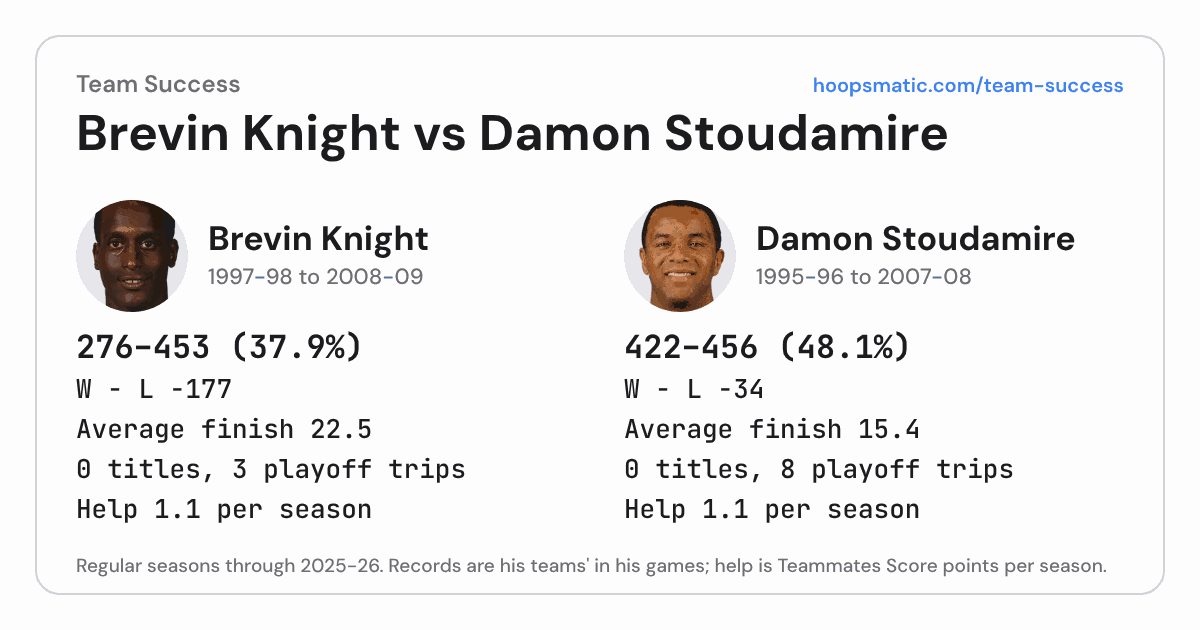 Team Success
hoopsmatic.com/team-success
Brevin Knight vs Damon Stoudamire
Brevin Knight
1997-98 to 2008-09
276-453 (37.9%)
W - L -177
Average finish 22.5
0 titles, 3 playoff trips
Help 1.1 per season
Damon Stoudamire
1995-96 to 2007-08
422-456 (48.1%)
W - L -34
Average finish 15.4
0 titles, 8 playoff trips
Help 1.1 per season
Regular seasons through 2025-26. Records are his teams' in his games; help is Teammates Score points per season.